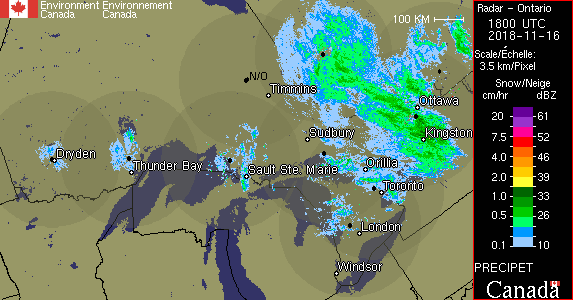 Environment Environnement
Canada Canada
Radar - Ontario
1800 UTC
2018-11-16
Scale/Échelle:
3.5 km/Pixel
Snow/Neige
cm/hr dBZ
20 61
7.5 52
4.0 46
2.0 39
1.0 33
0.5 26
0.1 10
PRECIPET
Canada
100 KM
N/O
Timmins
Ottawa
Sudbury
Kingston
Dryden
Thunder Bay
Sault Ste. Marie
Orillia
Toronto
London
Windsor